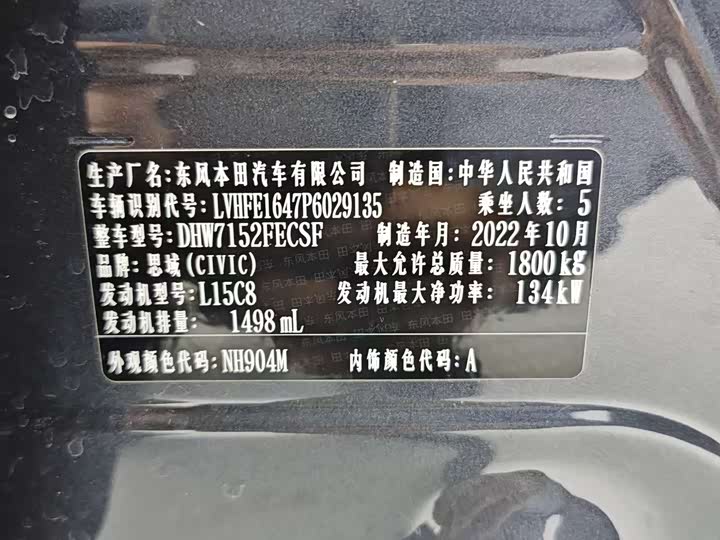 生产厂名:东风本田汽车有限公司 制造国:中华人民共和国
车辆识别代号:LVHFE1647P6029135 乘坐人数:5
整车型号:DHW7152FECSF 制造年月:2022年10月
品牌:思域(CIVIC) 最大允许总质量:1800kg
发动机型号:L15C8 发动机最大净功率:134kW
发动机排量: 1498mL
外观颜色代码:NH904M 内饰颜色代码:A